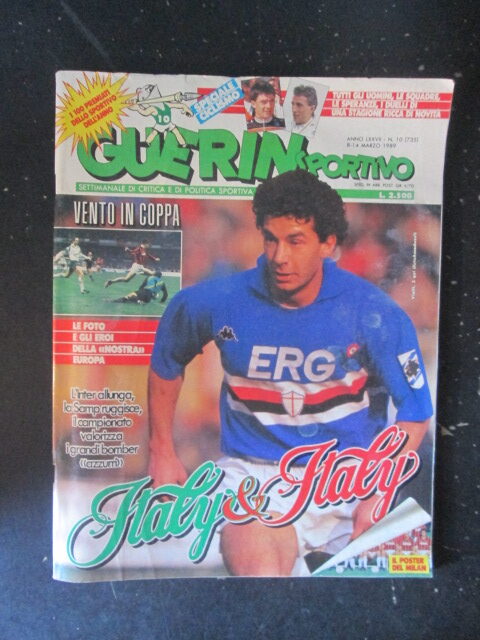 I 100 PREMIATI
DELLO SPORTIVO
DELL'ANNO
10
SPECIALE
CICLISMO
TUTTI GLI UOMINI, LE SQUADRE,
LE SPERANZE, I DUELLI DI
UNA STAGIONE RICCA DI NOVITÀ
GUERIN SPORTIVO
ANNO LXXVII - N. 10 (735)
8-14 MARZO 1989
SETTIMANALE DI CRITICA E DI POLITICA SPORTIVA
L. 2.500
VENTO IN COPPA
LE FOTO
E GLI EROI
DELLA «NOSTRA»
EUROPA
L'Inter allunga,
la Samp ruggisce,
il campionato
valorizza
i grandi bomber
((azzurri))
Kappa
ERG
Italy & Italy
IL POSTER
DEL MILAN